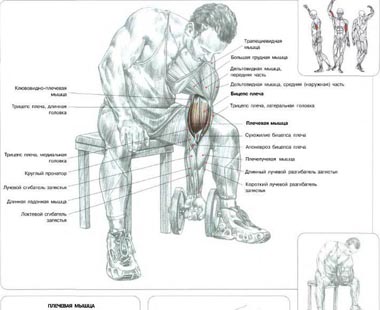 Трапециевидная
мышца
Большая грудная мышца
Дельтовидная мышца,
передняя часть
Дельтовидная мышца, средняя (наружная) часть
Бицепс плеча
Трицепс плеча, латеральная головка
Клювовидно-плечевая
мышца
Трицепс плеча, длинная
головка
Плечевая мышца
Сухожилие бицепса плеча
Апоневроз бицепса плеча
Плечелучевая мышца
Длинный лучевой разгибатель запястья
Короткий лучевой разгибатель
запястья
Трицепс плеча, медиальная
головка
Круглый пронатор
Лучевой сгибатель запястья
Длинная ладонная мышца
Локтевой сгибатель
запястья
ПЛЕЧЕВАЯ МЫШЦА